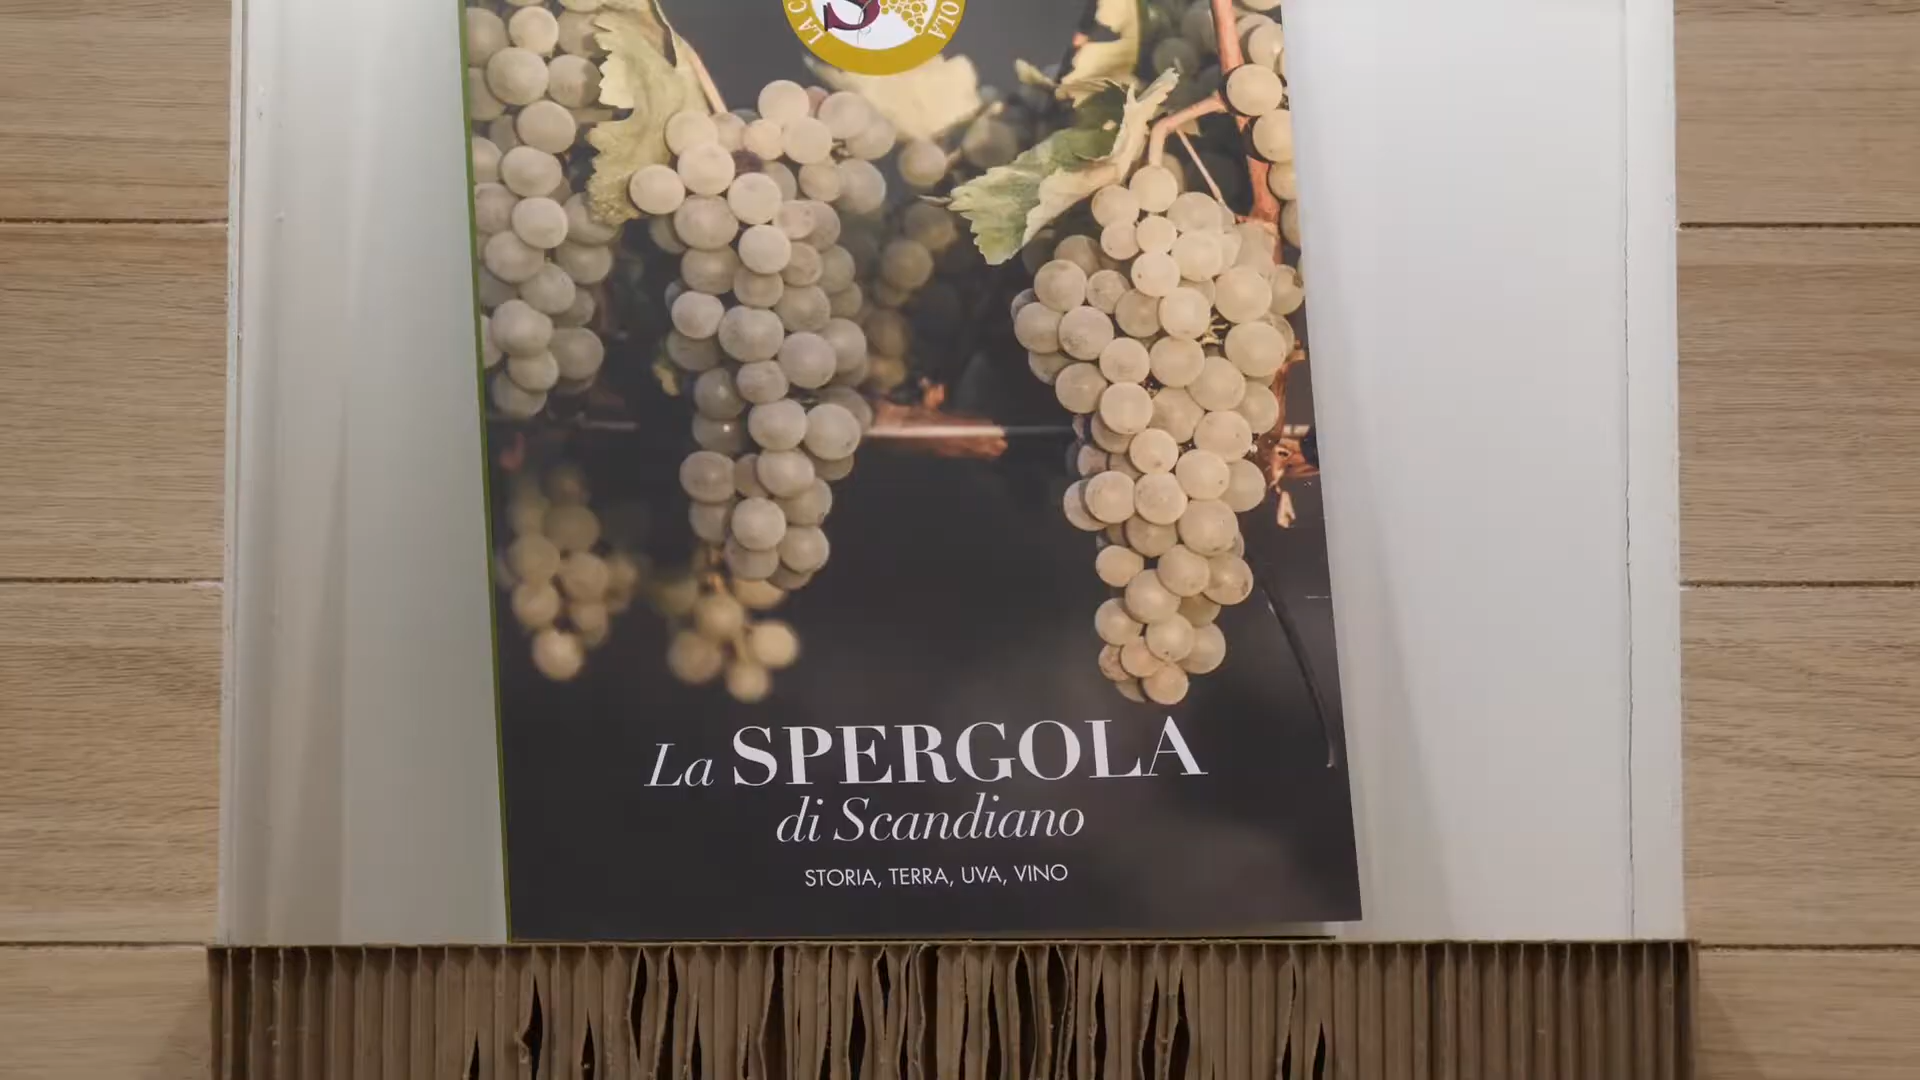 La SPERGOLA
di Scandiano
STORIA, TERRA, UVA, VINO